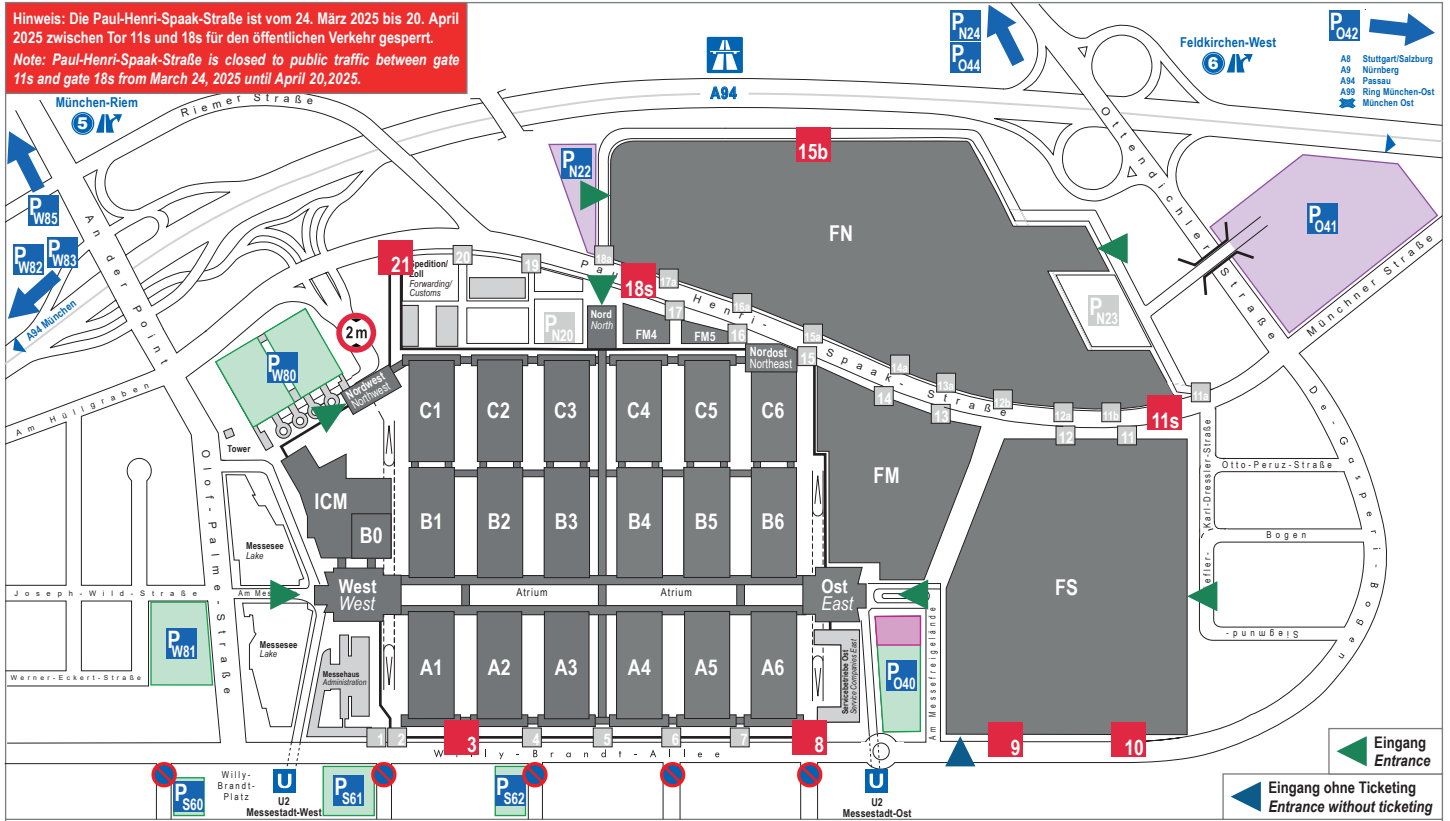 Hinweis: Die Paul-Henri-Spaak-Straße ist vom 24. März 2025 bis 20. April
2025 zwischen Tor 11s und 18s für den öffentlichen Verkehr gesperrt.
Note: Paul-Henri-Spaak-Straße is closed to public traffic between gate
11s and gate 18s from March 24, 2025 until April 20,2025.
P N24
P O44
P O42
Feldkirchen-West
6
A8 Stuttgart/Salzburg
A9 Nürnberg
A94 Passau
A99 Ring München-Ost
München Ost
A94
München-Riem
5
Riemer Straße
Ottendichler Straße
P W85
An der Point
P W82
P W83
A94 München
P N22
15b
FN
P O41
Münchner Straße
21
20
19
18a
18s
17a
17
16a
16
15a
15
14a
14
13a
13
12b
12a
12
11b
11
11a
11s
Spedition/
Zoll
Forwarding/
Customs
Paul-Henri-Spaak-Straße
P N20
Nord
North
FM4
FM5
P N23
2 m
P W80
Nordwest
Northwest
Nordost
Northeast
Am Hüllgraben
Tower
C1
C2
C3
C4
C5
C6
FM
De-Gasperi-Bogen
Karl-Dressler-Straße
Otto-Peruz-Straße
Bogen
Olof-Palme-Straße
ICM
B0
B1
B2
B3
B4
B5
B6
Messesee
Lake
West
West
Atrium
Atrium
Ost
East
FS
Joseph-Wild-Straße
Am Mes
efler-
Siegmund-
P W81
Messesee
Lake
Werner-Eckert-Straße
Messehaus
Administration
A1
A2
A3
A4
A5
A6
Servicebetriebe Ost
Service Companies East
P O40
Am Messefreigelände
1
2
3
4
5
6
7
8
9
10
Willy-Brandt-Allee
P S60
Willy-
Brandt-
Platz
U
U2
Messestadt-West
P S61
P S62
U
U2
Messestadt-Ost
Eingang
Entrance
Eingang ohne Ticketing
Entrance without ticketing